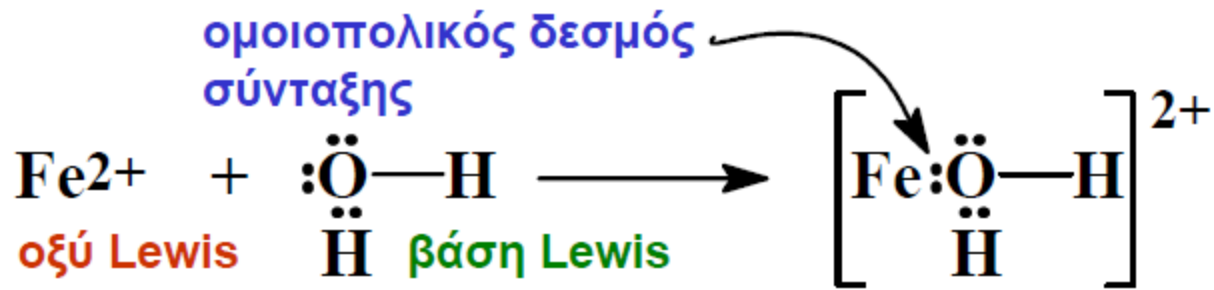 ομοιοπολικός δεσμός
σύνταξης
Fe2+ + :Ö—H → [Fe:Ö—H]2+
H H
οξύ Lewis βάση Lewis